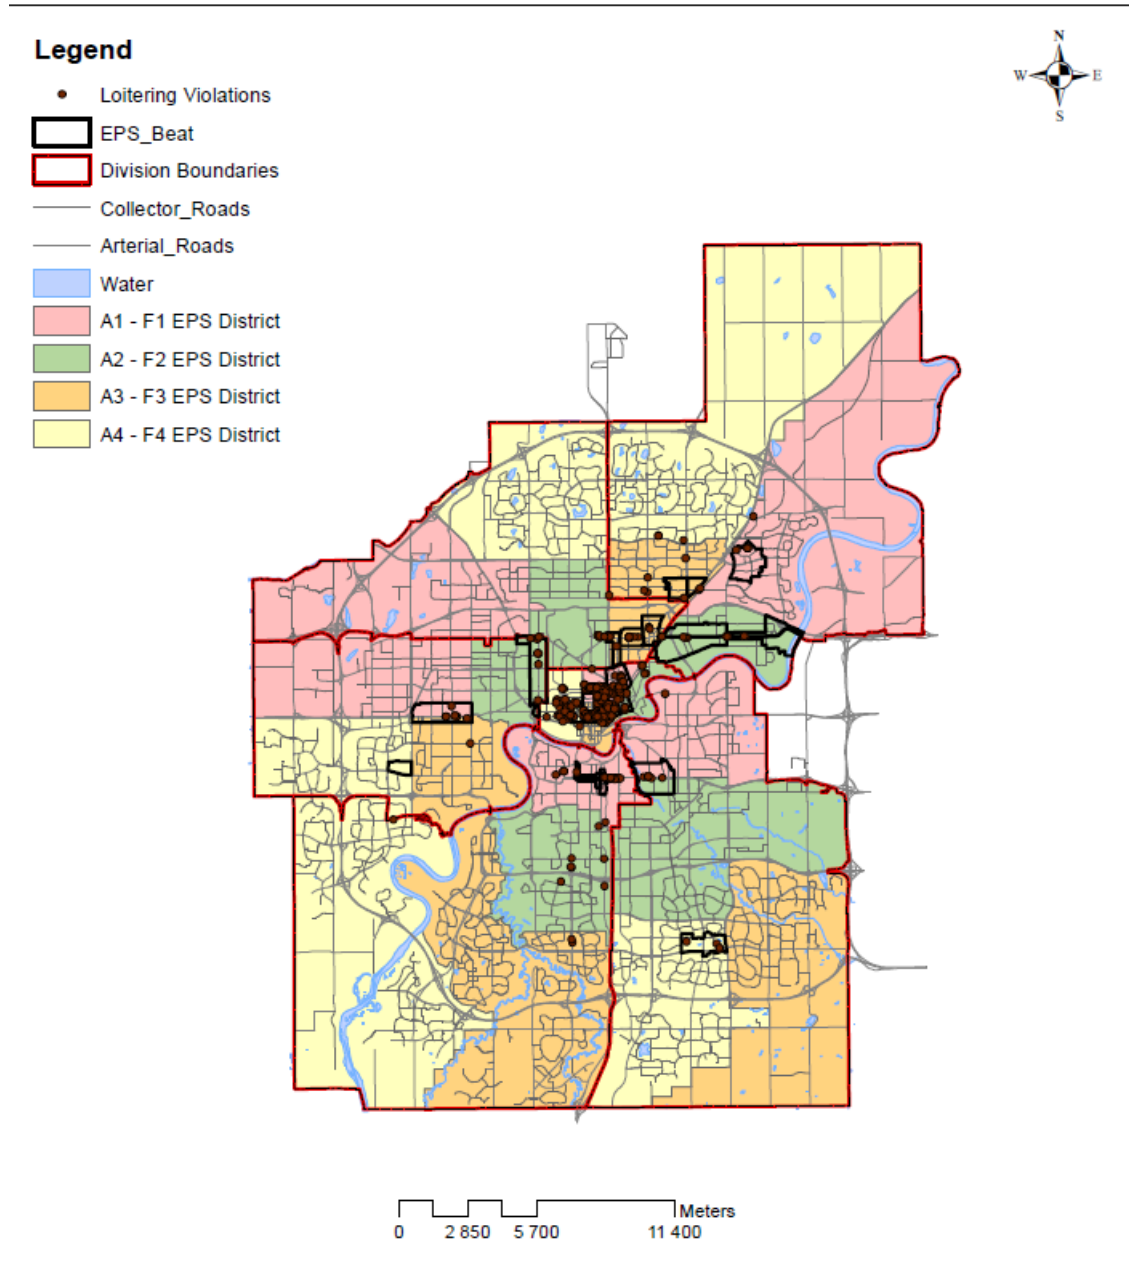 Legend
Loitering Violations
EPS_Beat
Division Boundaries
Collector_Roads
Arterial_Roads
Water
A1 - F1 EPS District
A2 - F2 EPS District
A3 - F3 EPS District
A4 - F4 EPS District
N
W E
S
Meters
0 2 850 5 700 11 400